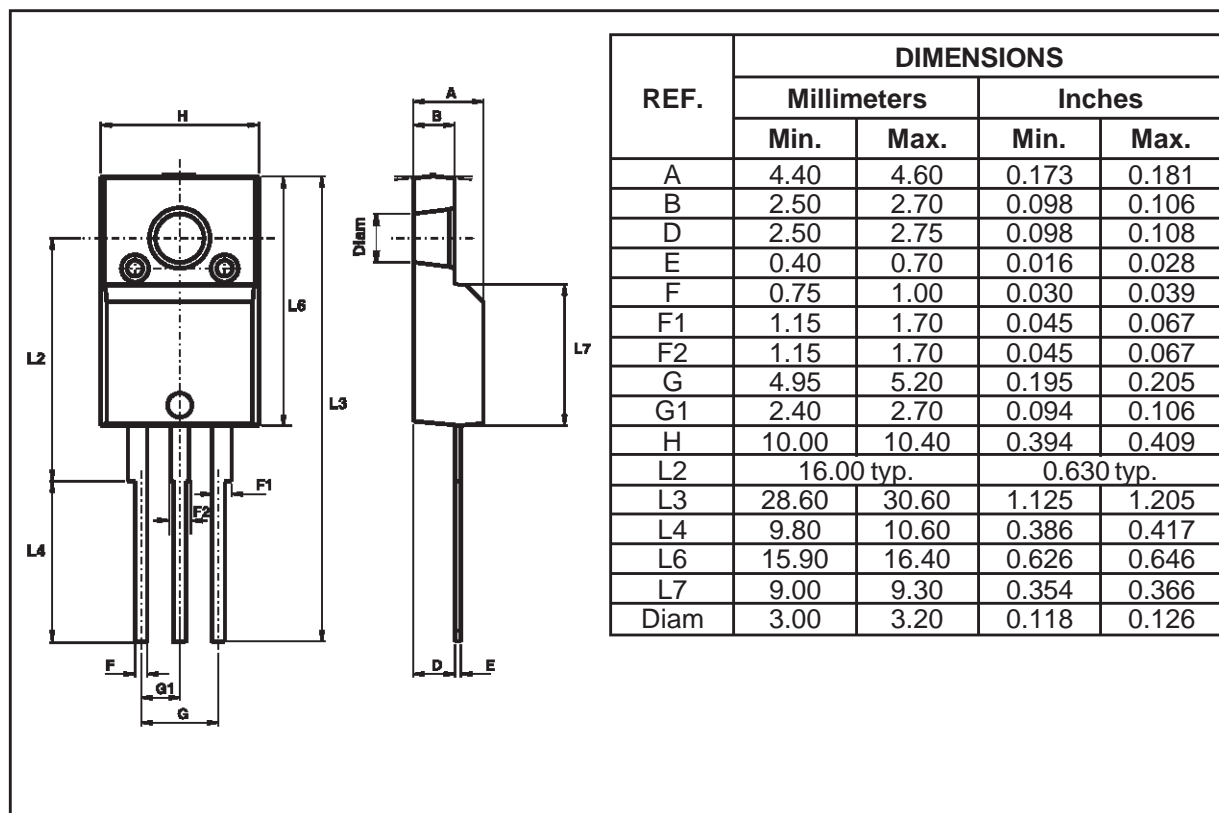 H
A
B
Diam
L6
L2
L7
L3
F1
F2
L4
F
G1
G
D
E
DIMENSIONS
REF. Millimeters Inches
Min. Max. Min. Max.
A 4.40 4.60 0.173 0.181
B 2.50 2.70 0.098 0.106
D 2.50 2.75 0.098 0.108
E 0.40 0.70 0.016 0.028
F 0.75 1.00 0.030 0.039
F1 1.15 1.70 0.045 0.067
F2 1.15 1.70 0.045 0.067
G 4.95 5.20 0.195 0.205
G1 2.40 2.70 0.094 0.106
H 10.00 10.40 0.394 0.409
L2 16.00 typ. 0.630 typ.
L3 28.60 30.60 1.125 1.205
L4 9.80 10.60 0.386 0.417
L6 15.90 16.40 0.626 0.646
L7 9.00 9.30 0.354 0.366
Diam 3.00 3.20 0.118 0.126